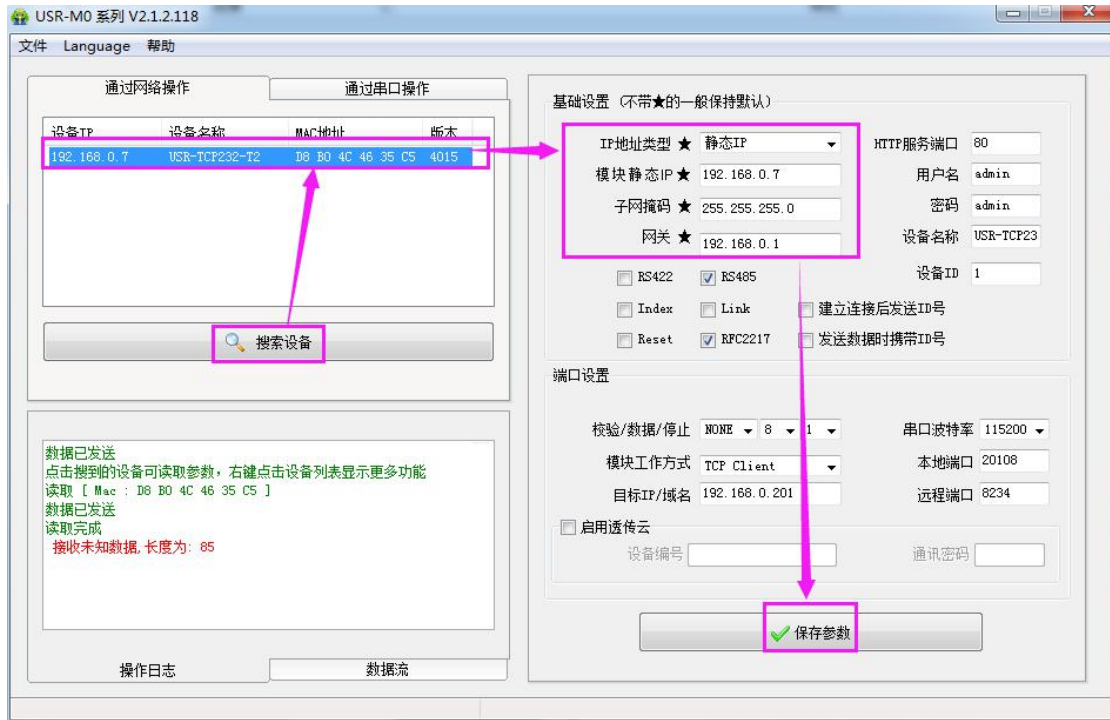 USR-M0 系列 V2.1.2.118
文件 Language 帮助
通过网络操作 通过串口操作
设备IP 设备名称 MAC地址 版本
192.168.0.7 USR-TCP232-T2 D8 B0 4C 46 35 C5 4015
搜索设备
数据已发送
点击搜到的设备可读取参数，右键点击设备列表显示更多功能
读取 [ Mac : D8 B0 4C 46 35 C5 ]
数据已发送
读取完成
接收未知数据,长度为: 85
操作日志 数据流
基础设置 (不带★的一般保持默认)
IP地址类型 ★ 静态IP HTTP服务端口 80
模块静态IP★ 192.168.0.7 用户名 admin
子网掩码 ★ 255.255.255.0 密码 admin
网关 ★ 192.168.0.1 设备名称 USR-TCP23
RS422 RS485 设备ID 1
Index Link 建立连接后发送ID号
Reset RFC2217 发送数据时携带ID号
端口设置
校验/数据/停止 NONE 8 1 串口波特率 115200
模块工作方式 TCP Client 本地端口 20108
目标IP/域名 192.168.0.201 远程端口 8234
启用透传云
设备编号 通讯密码
保存参数